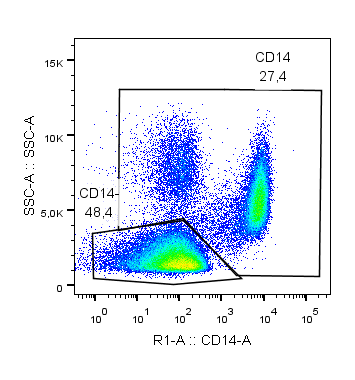 CD14
27,4
15K
10K
CD14-
48,4
5,0K
0
10^0 10^1 10^2 10^3 10^4 10^5
SSC-A :: SSC-A
R1-A :: CD14-A